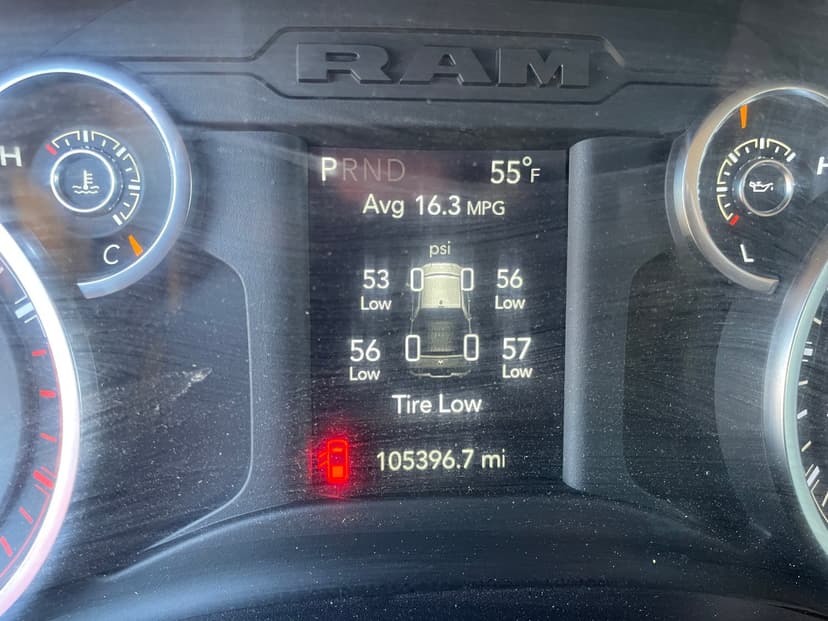 RAM
H
H
PRND 55°F
Avg 16.3 MPG
psi
53 56
Low Low
C
L
56 57
Low Low
Tire Low
105396.7 mi